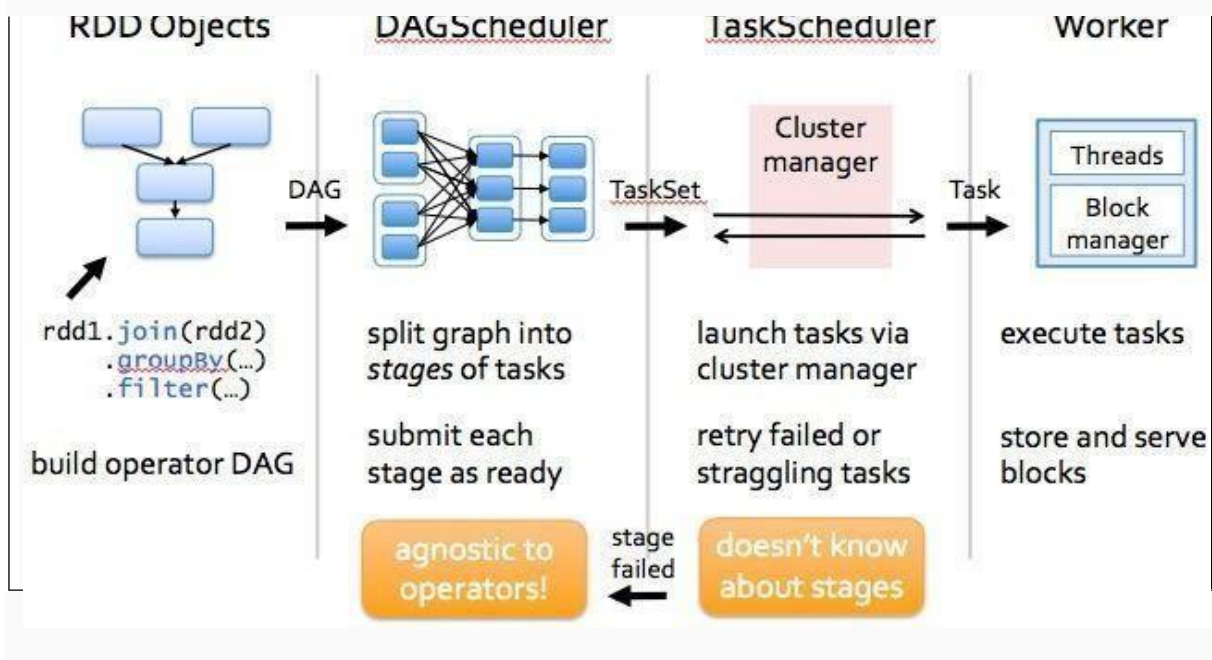 RDD Objects
DAGScheduler
TaskScheduler
Worker
DAG
TaskSet
Cluster
manager
Task
Threads
Block
manager
rdd1.join(rdd2)
.groupBy(…)
.filter(…)
build operator DAG
split graph into
stages of tasks
submit each
stage as ready
agnostic to
operators!
launch tasks via
cluster manager
retry failed or
straggling tasks
stage
failed
doesn't know
about stages
execute tasks
store and serve
blocks